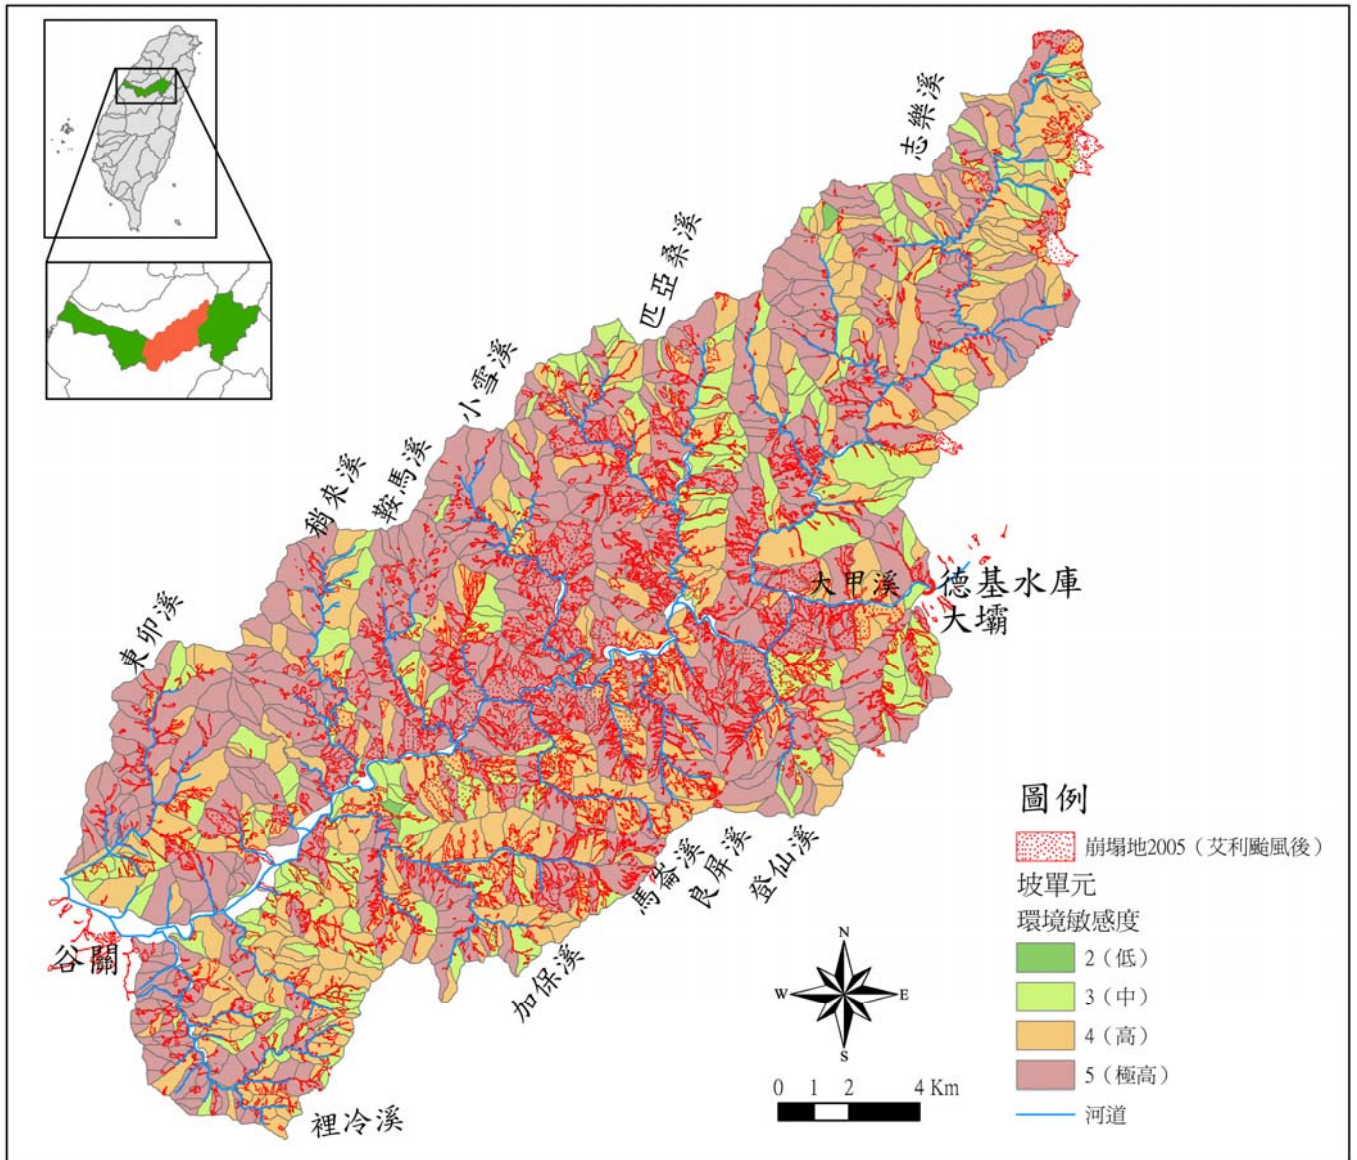 志樂溪
匹亞桑溪
小雪溪
鞍馬溪
稍來溪
東卯溪
大甲溪
德基水庫
大壩
谷關
馬崙溪
良屏溪
登仙溪
加保溪
裡冷溪
圖例
崩塌地2005（艾利颱風後）
坡單元
環境敏感度
2（低）
3（中）
4（高）
5（極高）
河道
N
W E
S
0 1 2 4 Km